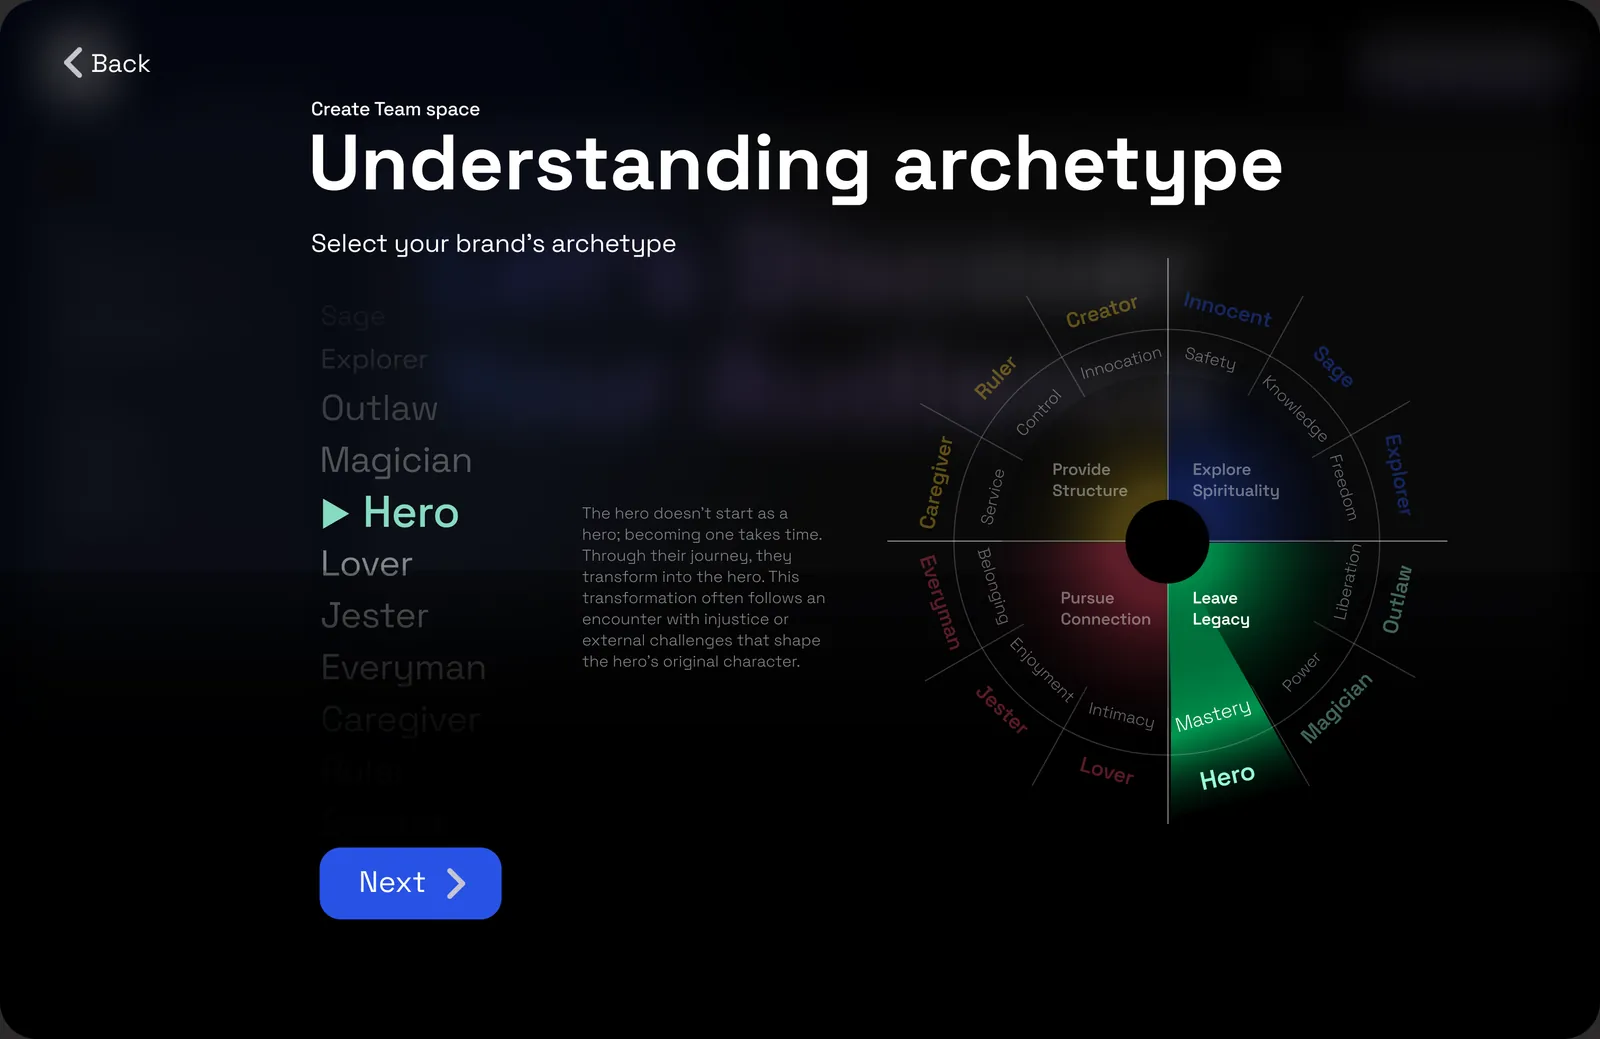 Back
Create Team space
Understanding archetype
Select your brand's archetype
Sage
Explorer
Outlaw
Magician
Hero
Lover
Jester
Everyman
Caregiver
Ruler
The hero doesn't start as a
hero; becoming one takes time.
Through their journey, they
transform into the hero. This
transformation often follows an
encounter with injustice or
external challenges that shape
the hero's original character.
Creator
Innocent
Sage
Explorer
Outlaw
Magician
Hero
Lover
Jester
Everyman
Caregiver
Ruler
Innocation
Safety
Knowledge
Freedom
Liberation
Power
Mastery
Intimacy
Enjoyment
Belonging
Service
Control
Provide
Structure
Explore
Spirituality
Pursue
Connection
Leave
Legacy
Next